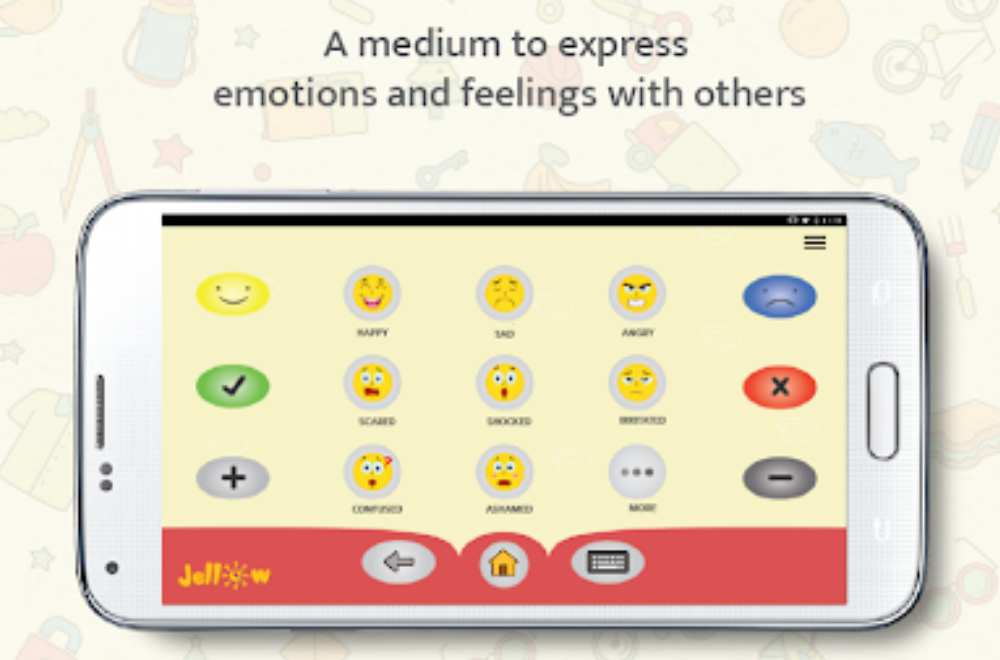 A medium to express
emotions and feelings with others
HAPPY
SAD
ANGRY
SCARED
SHOCKED
IRRITATED
CONFUSED
ASHAMED
MORE
Jellow